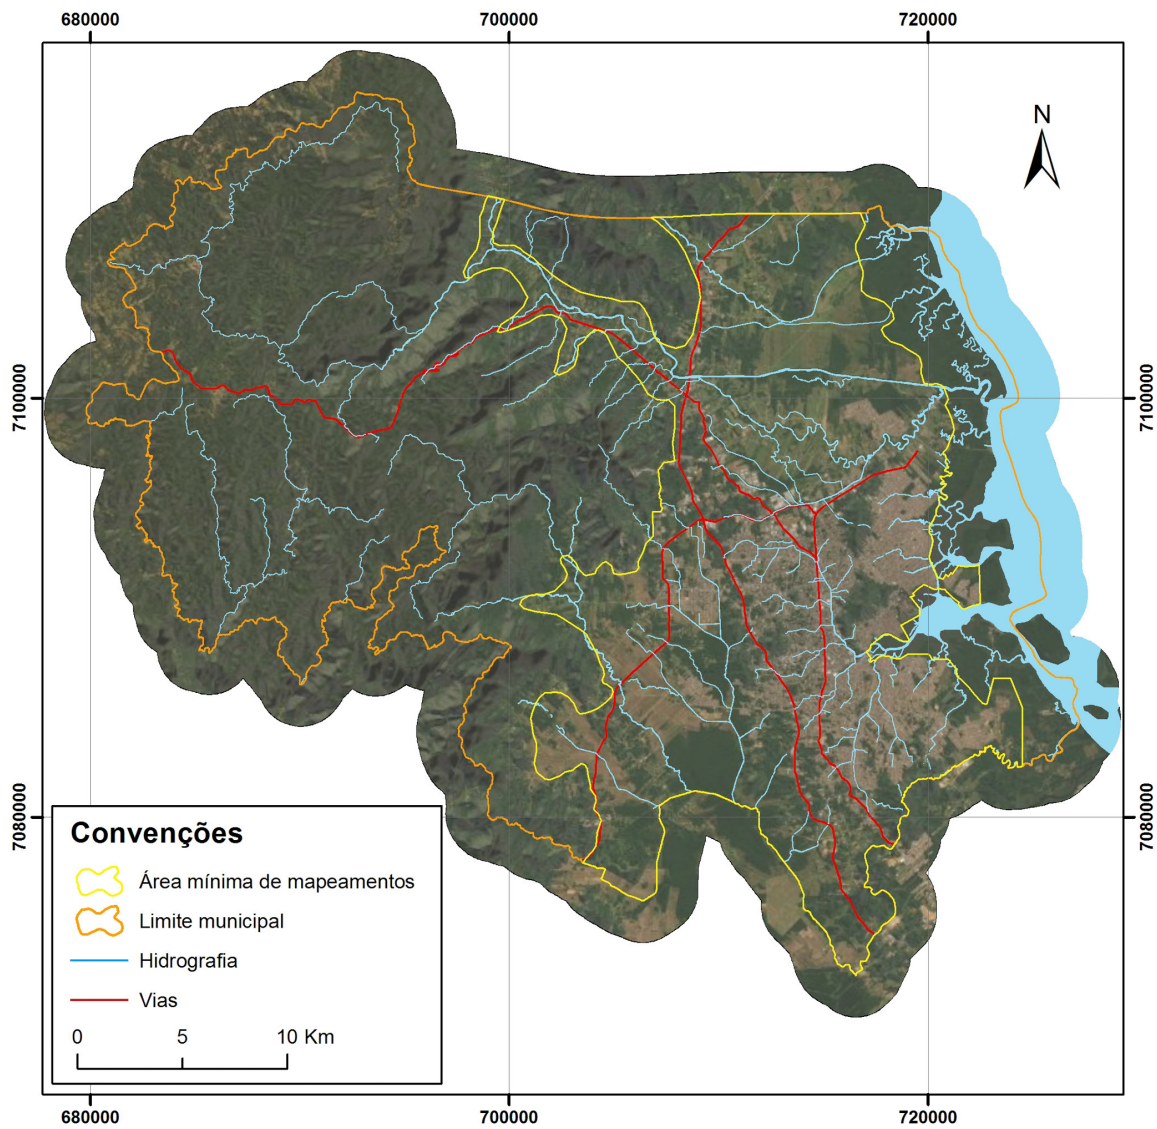 680000 700000 720000
N
7100000 7100000
7080000 7080000
Convenções
Área mínima de mapeamentos
Limite municipal
Hidrografia
Vias
0 5 10 Km
680000 700000 720000